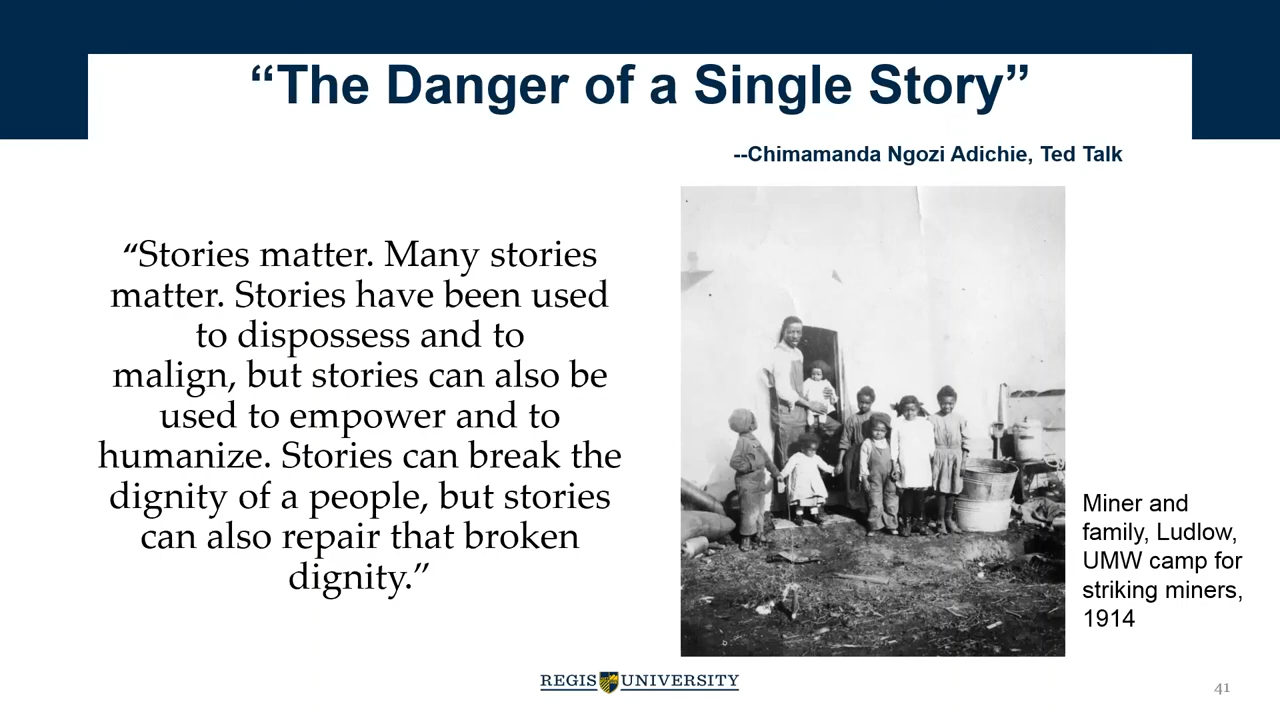 “The Danger of a Single Story”
--Chimamanda Ngozi Adichie, Ted Talk
“Stories matter. Many stories
matter. Stories have been used
to dispossess and to
malign, but stories can also be
used to empower and to
humanize. Stories can break the
dignity of a people, but stories
can also repair that broken
dignity.”
Miner and
family, Ludlow,
UMW camp for
striking miners,
1914
REGIS UNIVERSITY
41